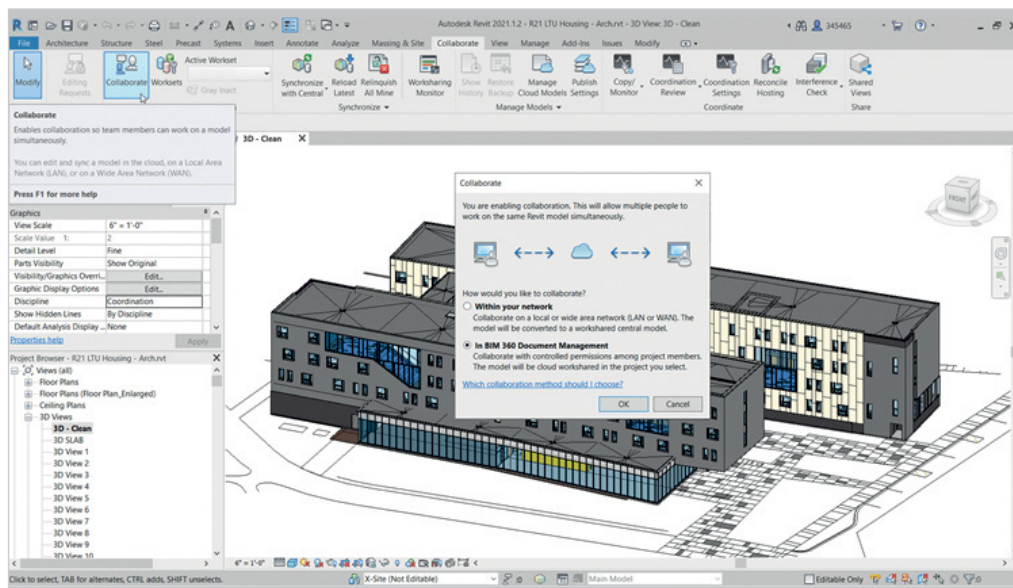 Autodesk Revit 2021.1.2 - R21 LTU Housing - Arch.rvt - 3D View: 3D - Clean
345465
File Architecture Structure Steel Precast Systems Insert Annotate Analyze Massing & Site Collaborate View Manage Add-Ins Issues Modify
Modify
Editing Requests
Collaborate
Worksets
Active Workset
Gray Inact
Synchronize with Central
Reload Latest
Relinquish All Mine
Worksharing Monitor
Show History
Restore Backup
Manage Cloud Models
Publish Settings
Copy/ Monitor
Coordination Review
Coordination Settings
Reconcile Hosting
Interference Check
Shared Views
Synchronize
Manage Models
Coordinate
Share
Collaborate
Enables collaboration so team members can work on a model
simultaneously.
You can edit and sync a model in the cloud, on a Local Area
Network (LAN), or on a Wide Area Network (WAN).
Press F1 for more help
3D - Clean
Graphics
View Scale 6" = 1'-0"
Scale Value 1: 2
Detail Level Fine
Parts Visibility Show Original
Visibility/Graphics Overri... Edit...
Graphic Display Options Edit...
Discipline Coordination
Show Hidden Lines By Discipline
Default Analysis Display ... None
Properties help Apply
Project Browser - R21 LTU Housing - Arch.rvt
Views (all)
Floor Plans
Floor Plans (Floor Plan_Enlarged)
Ceiling Plans
3D Views
3D - Clean
3D SLAB
3D View 1
3D View 2
3D View 3
3D View 4
3D View 5
3D View 6
3D View 7
3D View 8
3D View 9
3D View 10
Collaborate
You are enabling collaboration. This will allow multiple people to
work on the same Revit model simultaneously.
How would you like to collaborate?
Within your network
Collaborate on a local or wide area network (LAN or WAN). The
model will be converted to a workshared central model.
In BIM 360 Document Management
Collaborate with controlled permissions among project members.
The model will be cloud workshared in the project you select.
Which collaboration method should I choose?
OK Cancel
FRONT
6" = 1'-0"
Click to select, TAB for alternates, CTRL adds, SHIFT unselects.
X-Site (Not Editable)
:0
Main Model
Editable Only
:0